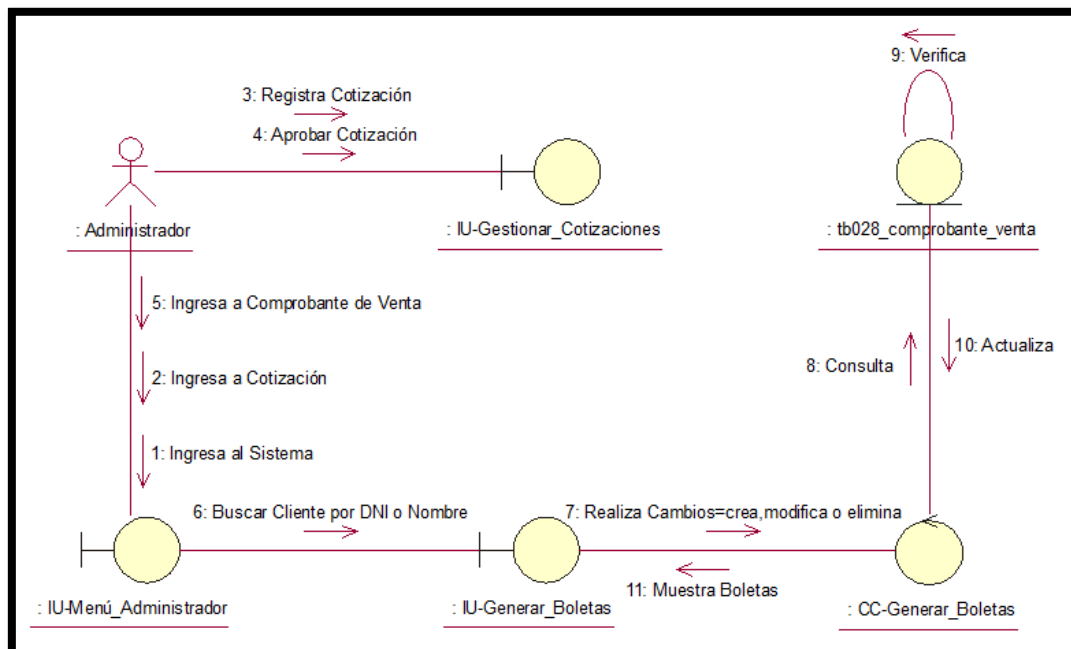 9: Verifica
3: Registra Cotización
4: Aprobar Cotización
: Administrador
: IU-Gestionar_Cotizaciones
: tb028_comprobante_venta
5: Ingresa a Comprobante de Venta
10: Actualiza
8: Consulta
2: Ingresa a Cotización
1: Ingresa al Sistema
6: Buscar Cliente por DNI o Nombre
7: Realiza Cambios=crea,modifica o elimina
11: Muestra Boletas
: IU-Menú_Administrador
: IU-Generar_Boletas
: CC-Generar_Boletas